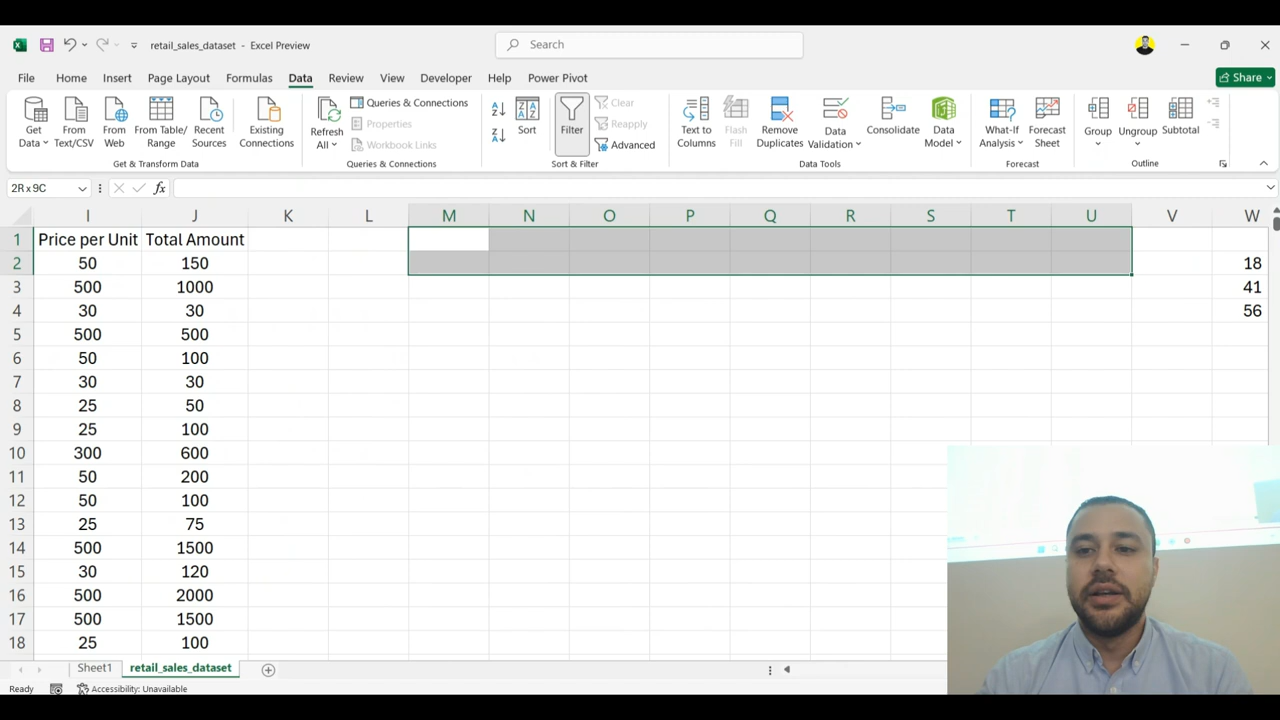 retail_sales_dataset - Excel Preview
Search
File Home Insert Page Layout Formulas Data Review View Developer Help Power Pivot
Share
Get Data
From Text/CSV
From Web
From Table/Range
Recent Sources
Existing Connections
Get & Transform Data
Refresh All
Queries & Connections
Properties
Workbook Links
Queries & Connections
Sort
Filter
Clear
Reapply
Advanced
Sort & Filter
Text to Columns
Flash Fill
Remove Duplicates
Data Validation
Consolidate
Data Model
Data Tools
What-If Analysis
Forecast Sheet
Forecast
Group
Ungroup
Subtotal
Outline
2R x 9C fx
I J K L M N O P Q R S T U V W
1 Price per Unit Total Amount
2 50 150 18
3 500 1000 41
4 30 30 56
5 500 500
6 50 100
7 30 30
8 25 50
9 25 100
10 300 600
11 50 200
12 50 100
13 25 75
14 500 1500
15 30 120
16 500 2000
17 500 1500
18 25 100
Sheet1 retail_sales_dataset
Ready Accessibility: Unavailable